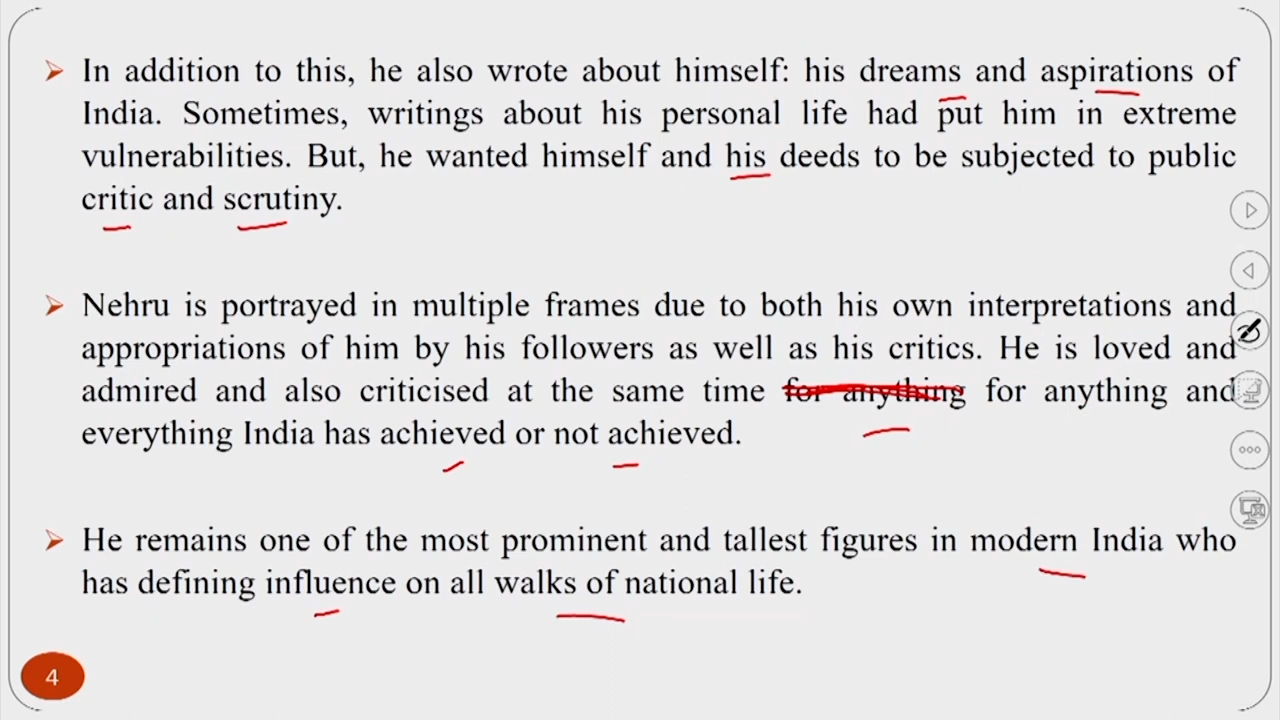 In addition to this, he also wrote about himself: his dreams and aspirations of
India. Sometimes, writings about his personal life had put him in extreme
vulnerabilities. But, he wanted himself and his deeds to be subjected to public
critic and scrutiny.
Nehru is portrayed in multiple frames due to both his own interpretations and
appropriations of him by his followers as well as his critics. He is loved and
admired and also criticised at the same time for anything for anything and
everything India has achieved or not achieved.
He remains one of the most prominent and tallest figures in modern India who
has defining influence on all walks of national life.
4